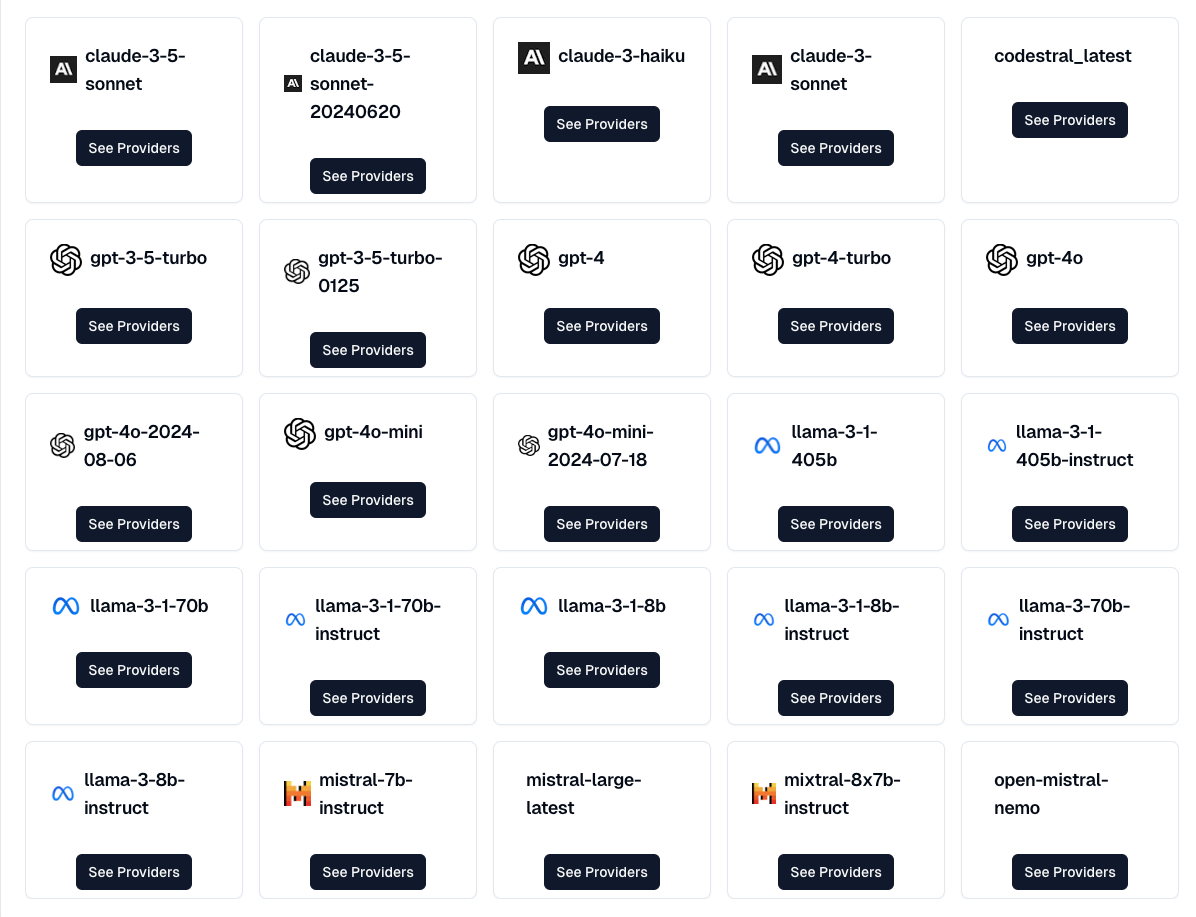 claude-3-5-
sonnet
See Providers
claude-3-5-
sonnet-
20240620
See Providers
claude-3-haiku
See Providers
claude-3-
sonnet
See Providers
codestral_latest
See Providers
gpt-3-5-turbo
See Providers
gpt-3-5-turbo-
0125
See Providers
gpt-4
See Providers
gpt-4-turbo
See Providers
gpt-4o
See Providers
gpt-4o-2024-
08-06
See Providers
gpt-4o-mini
See Providers
gpt-4o-mini-
2024-07-18
See Providers
llama-3-1-
405b
See Providers
llama-3-1-
405b-instruct
See Providers
llama-3-1-70b
See Providers
llama-3-1-70b-
instruct
See Providers
llama-3-1-8b
See Providers
llama-3-1-8b-
instruct
See Providers
llama-3-70b-
instruct
See Providers
llama-3-8b-
instruct
See Providers
mistral-7b-
instruct
See Providers
mistral-large-
latest
See Providers
mixtral-8x7b-
instruct
See Providers
open-mistral-
nemo
See Providers